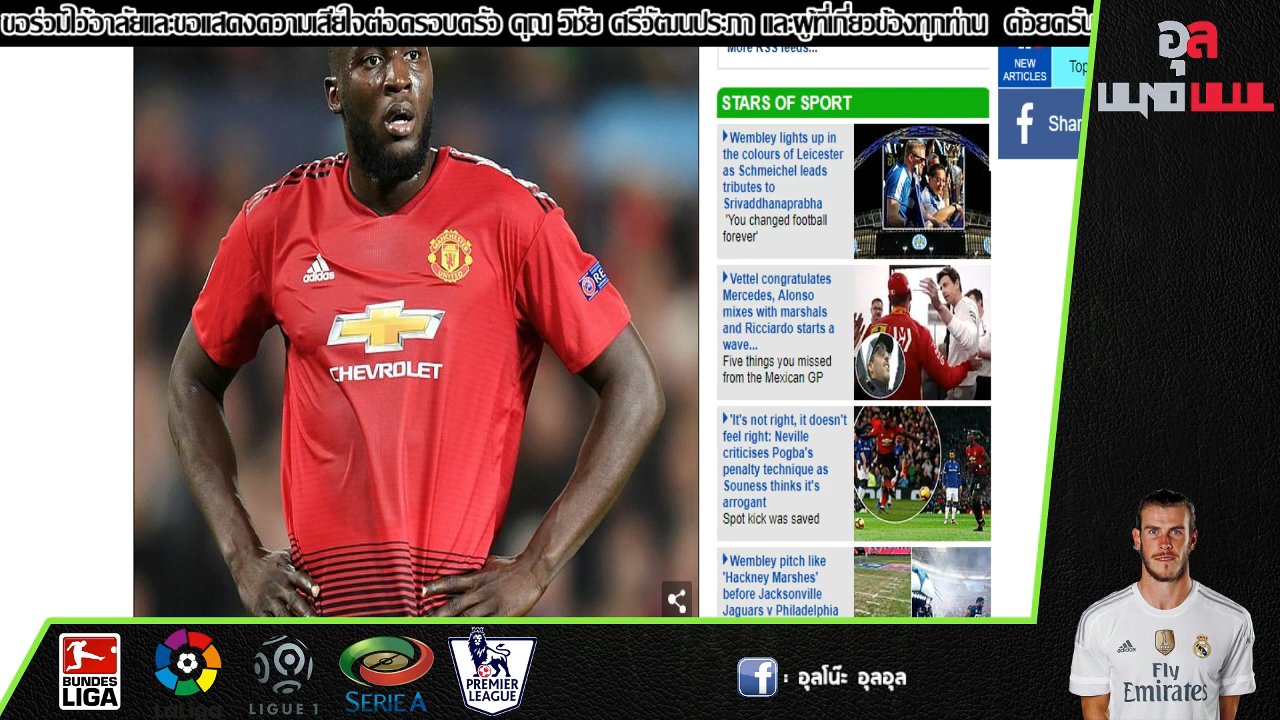 ขอร่วมไว้อาลัยและขอแสดงความเสียใจต่อครอบครัว คุณ วิชัย ศรีวัฒนประภา และผู้ที่เกี่ยวข้องทุกท่าน ด้วยครับ
อุล
More RSS feeds...
NEW
ARTICLES
Top
Shar
STARS OF SPORT
Wembley lights up in
the colours of Leicester
as Schmeichel leads
tributes to
Srivaddhanaprabha
'You changed football
forever'
Vettel congratulates
Mercedes, Alonso
mixes with marshals
and Ricciardo starts a
wave...
Five things you missed
from the Mexican GP
'It's not right, it doesn't
feel right: Neville
criticises Pogba's
penalty technique as
Souness thinks it's
arrogant
Spot kick was saved
Wembley pitch like
'Hackney Marshes'
before Jacksonville
Jaguars v Philadelphia
MANCHESTER
UNITED
adidas
RE
CHEVROLET
BUNDES
LIGA
LaLiga
LIGUE 1
SERIE A
PREMIER
LEAGUE
: อุลโน๊ะ อุลอุล
adidas
Fly
Emirates